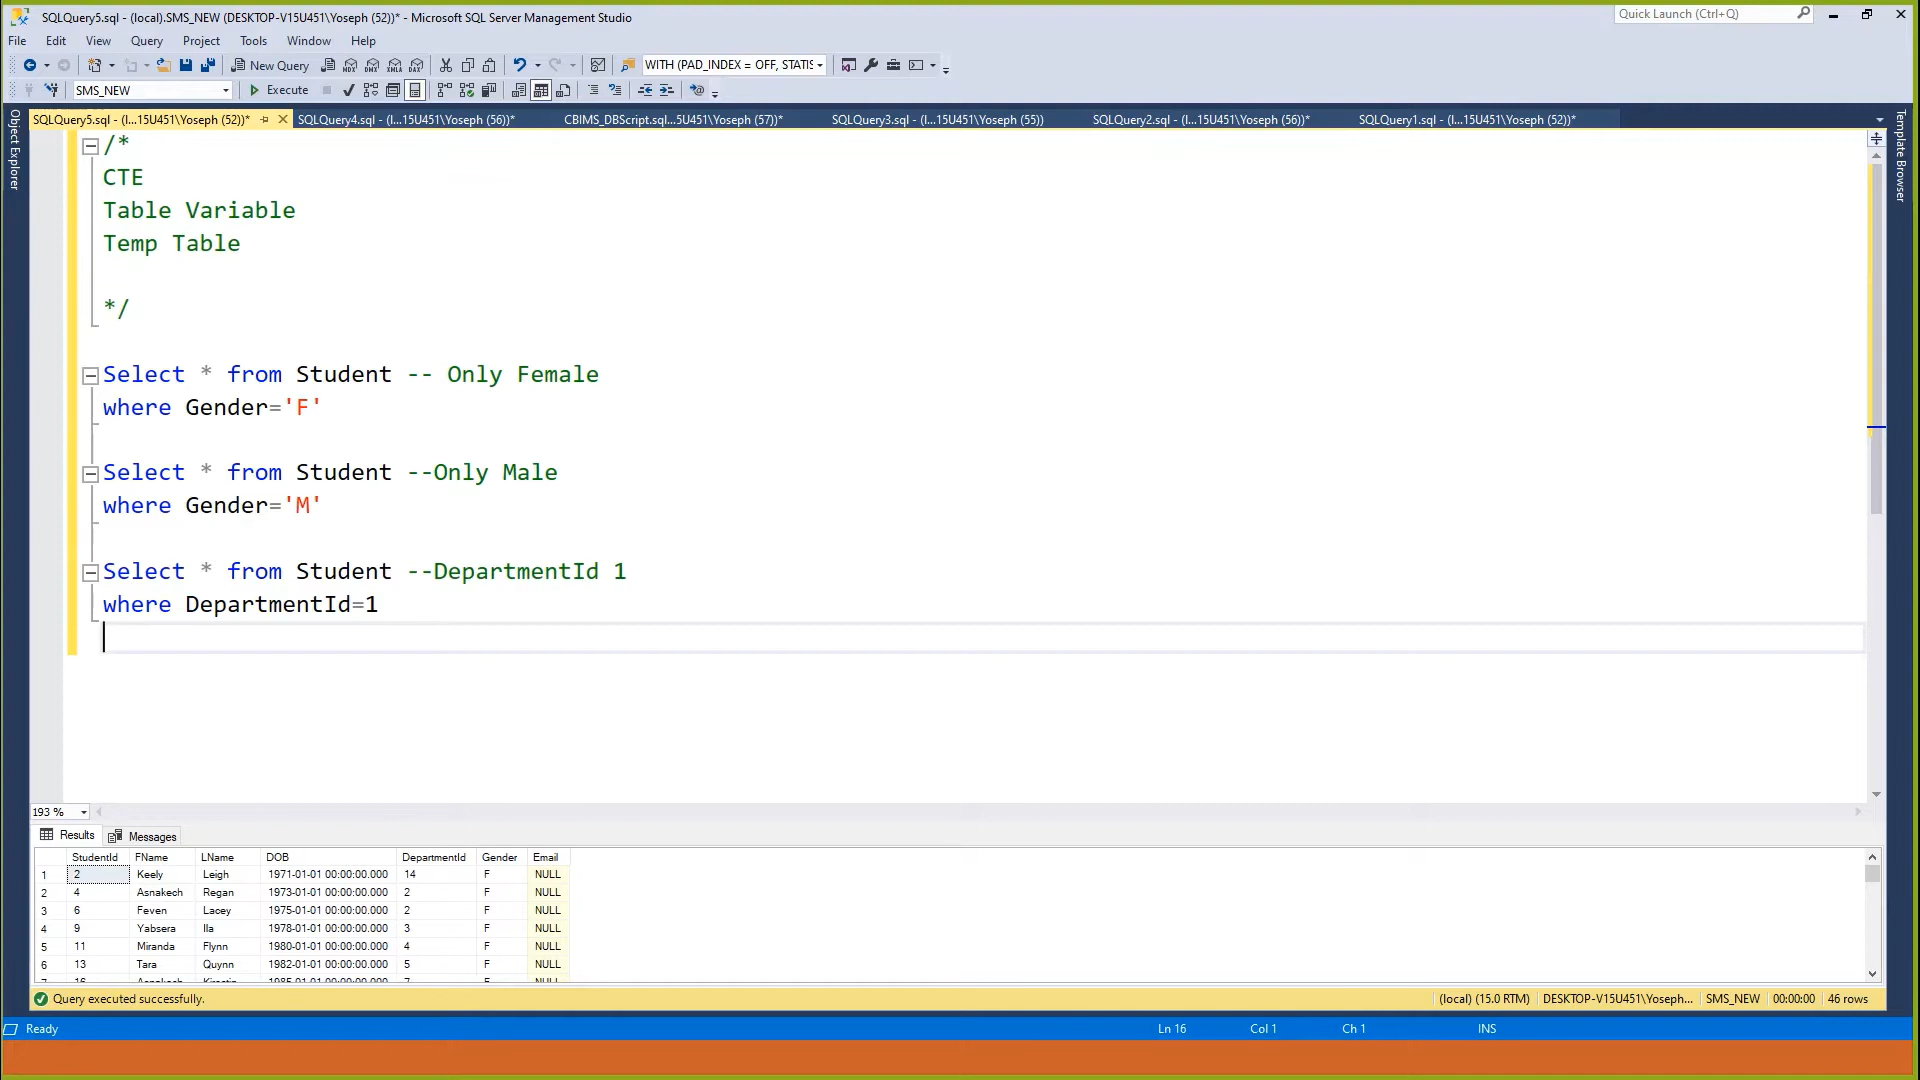 SQLQuery5.sql - (local).SMS_NEW (DESKTOP-V15U451\Yoseph (52))* - Microsoft SQL Server Management Studio
Quick Launch (Ctrl+Q)
File Edit View Query Project Tools Window Help
New Query MDX DMX XMLA DAX WITH (PAD_INDEX = OFF, STATIS
SMS_NEW Execute
SQLQuery5.sql - (l...15U451\Yoseph (52))* SQLQuery4.sql - (l...15U451\Yoseph (56))* CBIMS_DBScript.sql...5U451\Yoseph (57))* SQLQuery3.sql - (l...15U451\Yoseph (55)) SQLQuery2.sql - (l...15U451\Yoseph (56))* SQLQuery1.sql - (l...15U451\Yoseph (52))*
Object Explorer
Template Browser
/*
CTE
Table Variable
Temp Table
*/
Select * from Student -- Only Female
where Gender='F'
Select * from Student --Only Male
where Gender='M'
Select * from Student --DepartmentId 1
where DepartmentId=1
193 %
Results Messages
StudentId FName LName DOB DepartmentId Gender Email
1 2 Keely Leigh 1971-01-01 00:00:00.000 14 F NULL
2 4 Asnakech Regan 1973-01-01 00:00:00.000 2 F NULL
3 6 Feven Lacey 1975-01-01 00:00:00.000 2 F NULL
4 9 Yabsera Ila 1978-01-01 00:00:00.000 3 F NULL
5 11 Miranda Flynn 1980-01-01 00:00:00.000 4 F NULL
6 13 Tara Quynn 1982-01-01 00:00:00.000 5 F NULL
Query executed successfully. (local) (15.0 RTM) DESKTOP-V15U451\Yoseph... SMS_NEW 00:00:00 46 rows
Ready Ln 16 Col 1 Ch 1 INS